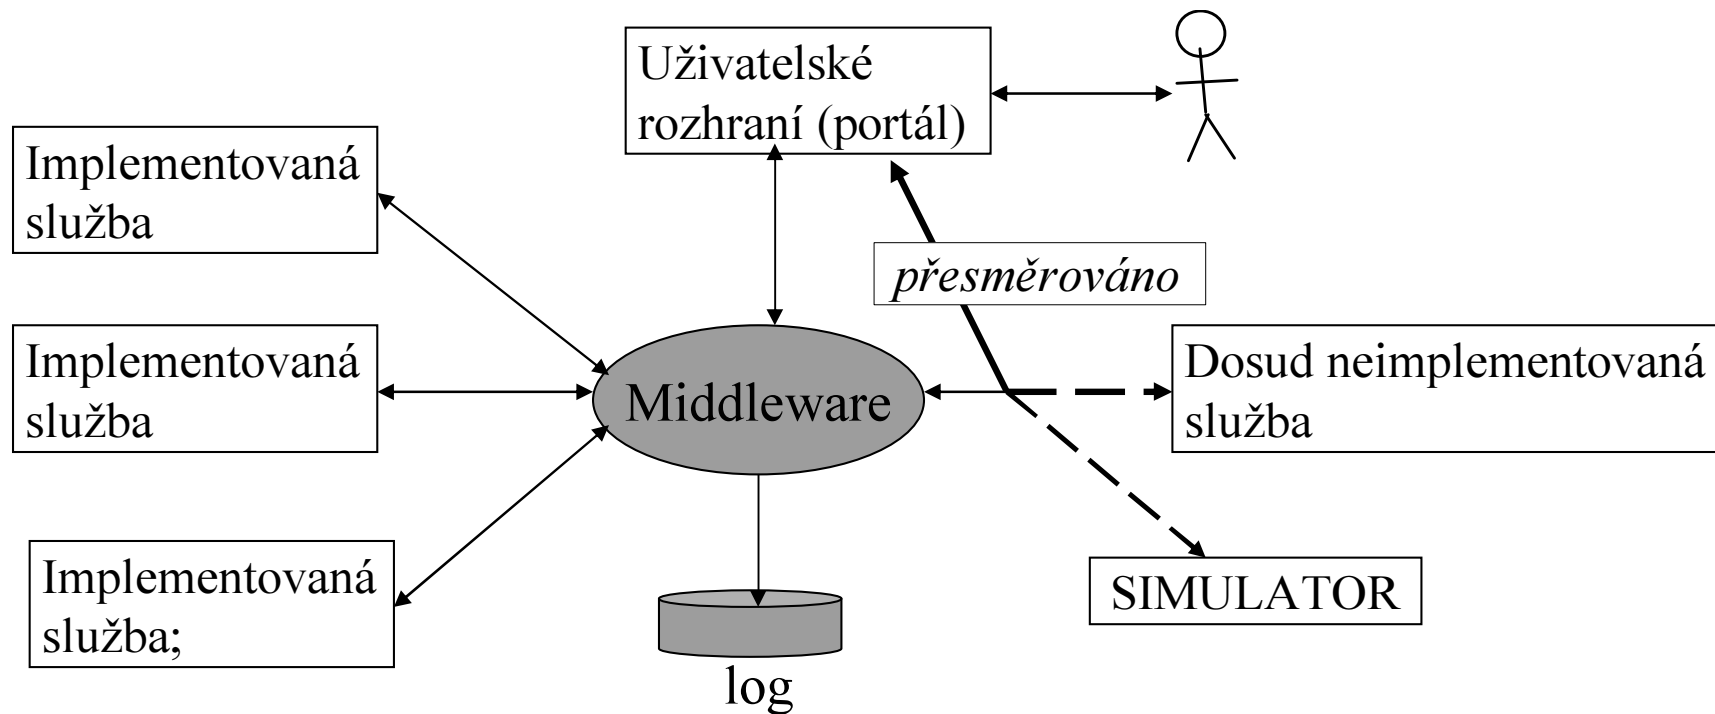 Uživatelské
rozhraní (portál)
Implementovaná
služba
přesměrováno
Implementovaná
služba
Middleware
Dosud neimplementovaná
služba
Implementovaná
služba;
SIMULATOR
log